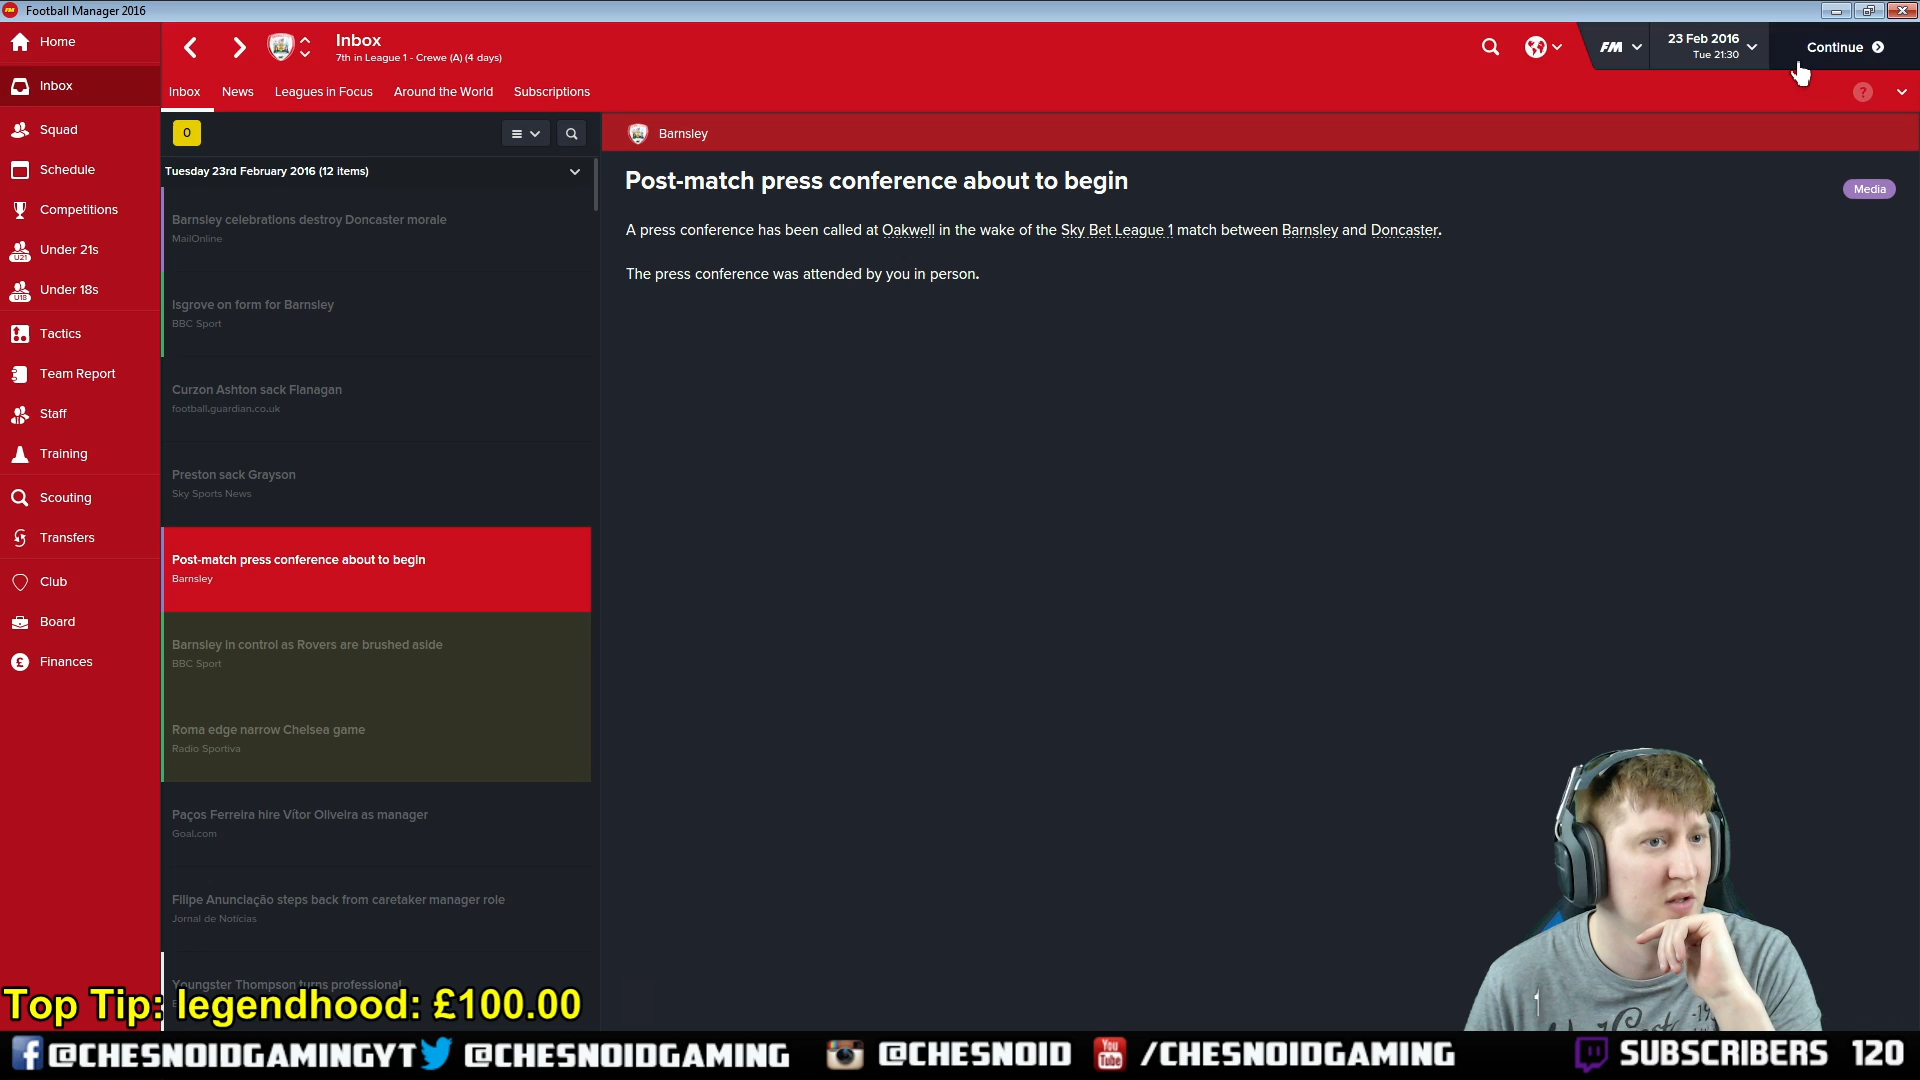 Football Manager 2016
Home
Inbox
Squad
Schedule
Competitions
Under 21s
Under 18s
Tactics
Team Report
Staff
Training
Scouting
Transfers
Club
Board
Finances
Inbox
7th in League 1 - Crewe (A) (4 days)
FM
23 Feb 2016
Tue 21:30
Continue
Inbox News Leagues in Focus Around the World Subscriptions
?
0
Tuesday 23rd February 2016 (12 items)
Barnsley celebrations destroy Doncaster morale
MailOnline
Isgrove on form for Barnsley
BBC Sport
Curzon Ashton sack Flanagan
football.guardian.co.uk
Preston sack Grayson
Sky Sports News
Post-match press conference about to begin
Barnsley
Barnsley in control as Rovers are brushed aside
BBC Sport
Roma edge narrow Chelsea game
Radio Sportiva
Paços Ferreira hire Vítor Oliveira as manager
Goal.com
Filipe Anunciação steps back from caretaker manager role
Jornal de Notícias
Youngster Thompson turns professional
Barnsley
Post-match press conference about to begin
Media
A press conference has been called at Oakwell in the wake of the Sky Bet League 1 match between Barnsley and Doncaster.
The press conference was attended by you in person.
Top Tip: legendhood: £100.00
@CHESNOIDGAMINGYT @CHESNOIDGAMING @CHESNOID You Tube /CHESNOIDGAMING SUBSCRIBERS 120